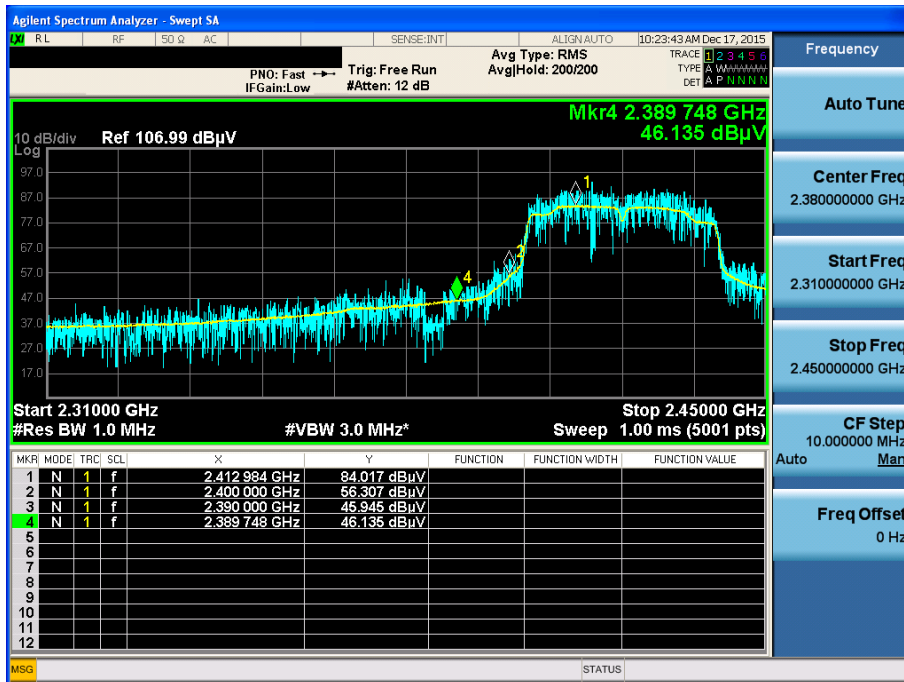 Agilent Spectrum Analyzer - Swept SA
LXI RL RF 50 Ω AC SENSE:INT ALIGN AUTO 10:23:43 AM Dec 17, 2015
PNO: Fast Trig: Free Run Avg Type: RMS TRACE 1 2 3 4 5 6
IFGain:Low #Atten: 12 dB Avg|Hold: 200/200 TYPE A WWWWW
DET A P N N N N
Mkr4 2.389 748 GHz
46.135 dBµV
10 dB/div Ref 106.99 dBµV
Log
97.0
87.0
77.0
67.0
57.0
47.0
37.0
27.0
17.0
1
2
4
Start 2.31000 GHz Stop 2.45000 GHz
#Res BW 1.0 MHz #VBW 3.0 MHz* Sweep 1.00 ms (5001 pts)
MKR MODE TRC SCL X Y FUNCTION FUNCTION WIDTH FUNCTION VALUE
1 N 1 f 2.412 984 GHz 84.017 dBµV
2 N 1 f 2.400 000 GHz 56.307 dBµV
3 N 1 f 2.390 000 GHz 45.945 dBµV
4 N 1 f 2.389 748 GHz 46.135 dBµV
5
6
7
8
9
10
11
12
MSG STATUS
Frequency
Auto Tune
Center Freq
2.380000000 GHz
Start Freq
2.310000000 GHz
Stop Freq
2.450000000 GHz
CF Step
10.000000 MHz
Auto Man
Freq Offset
0 Hz